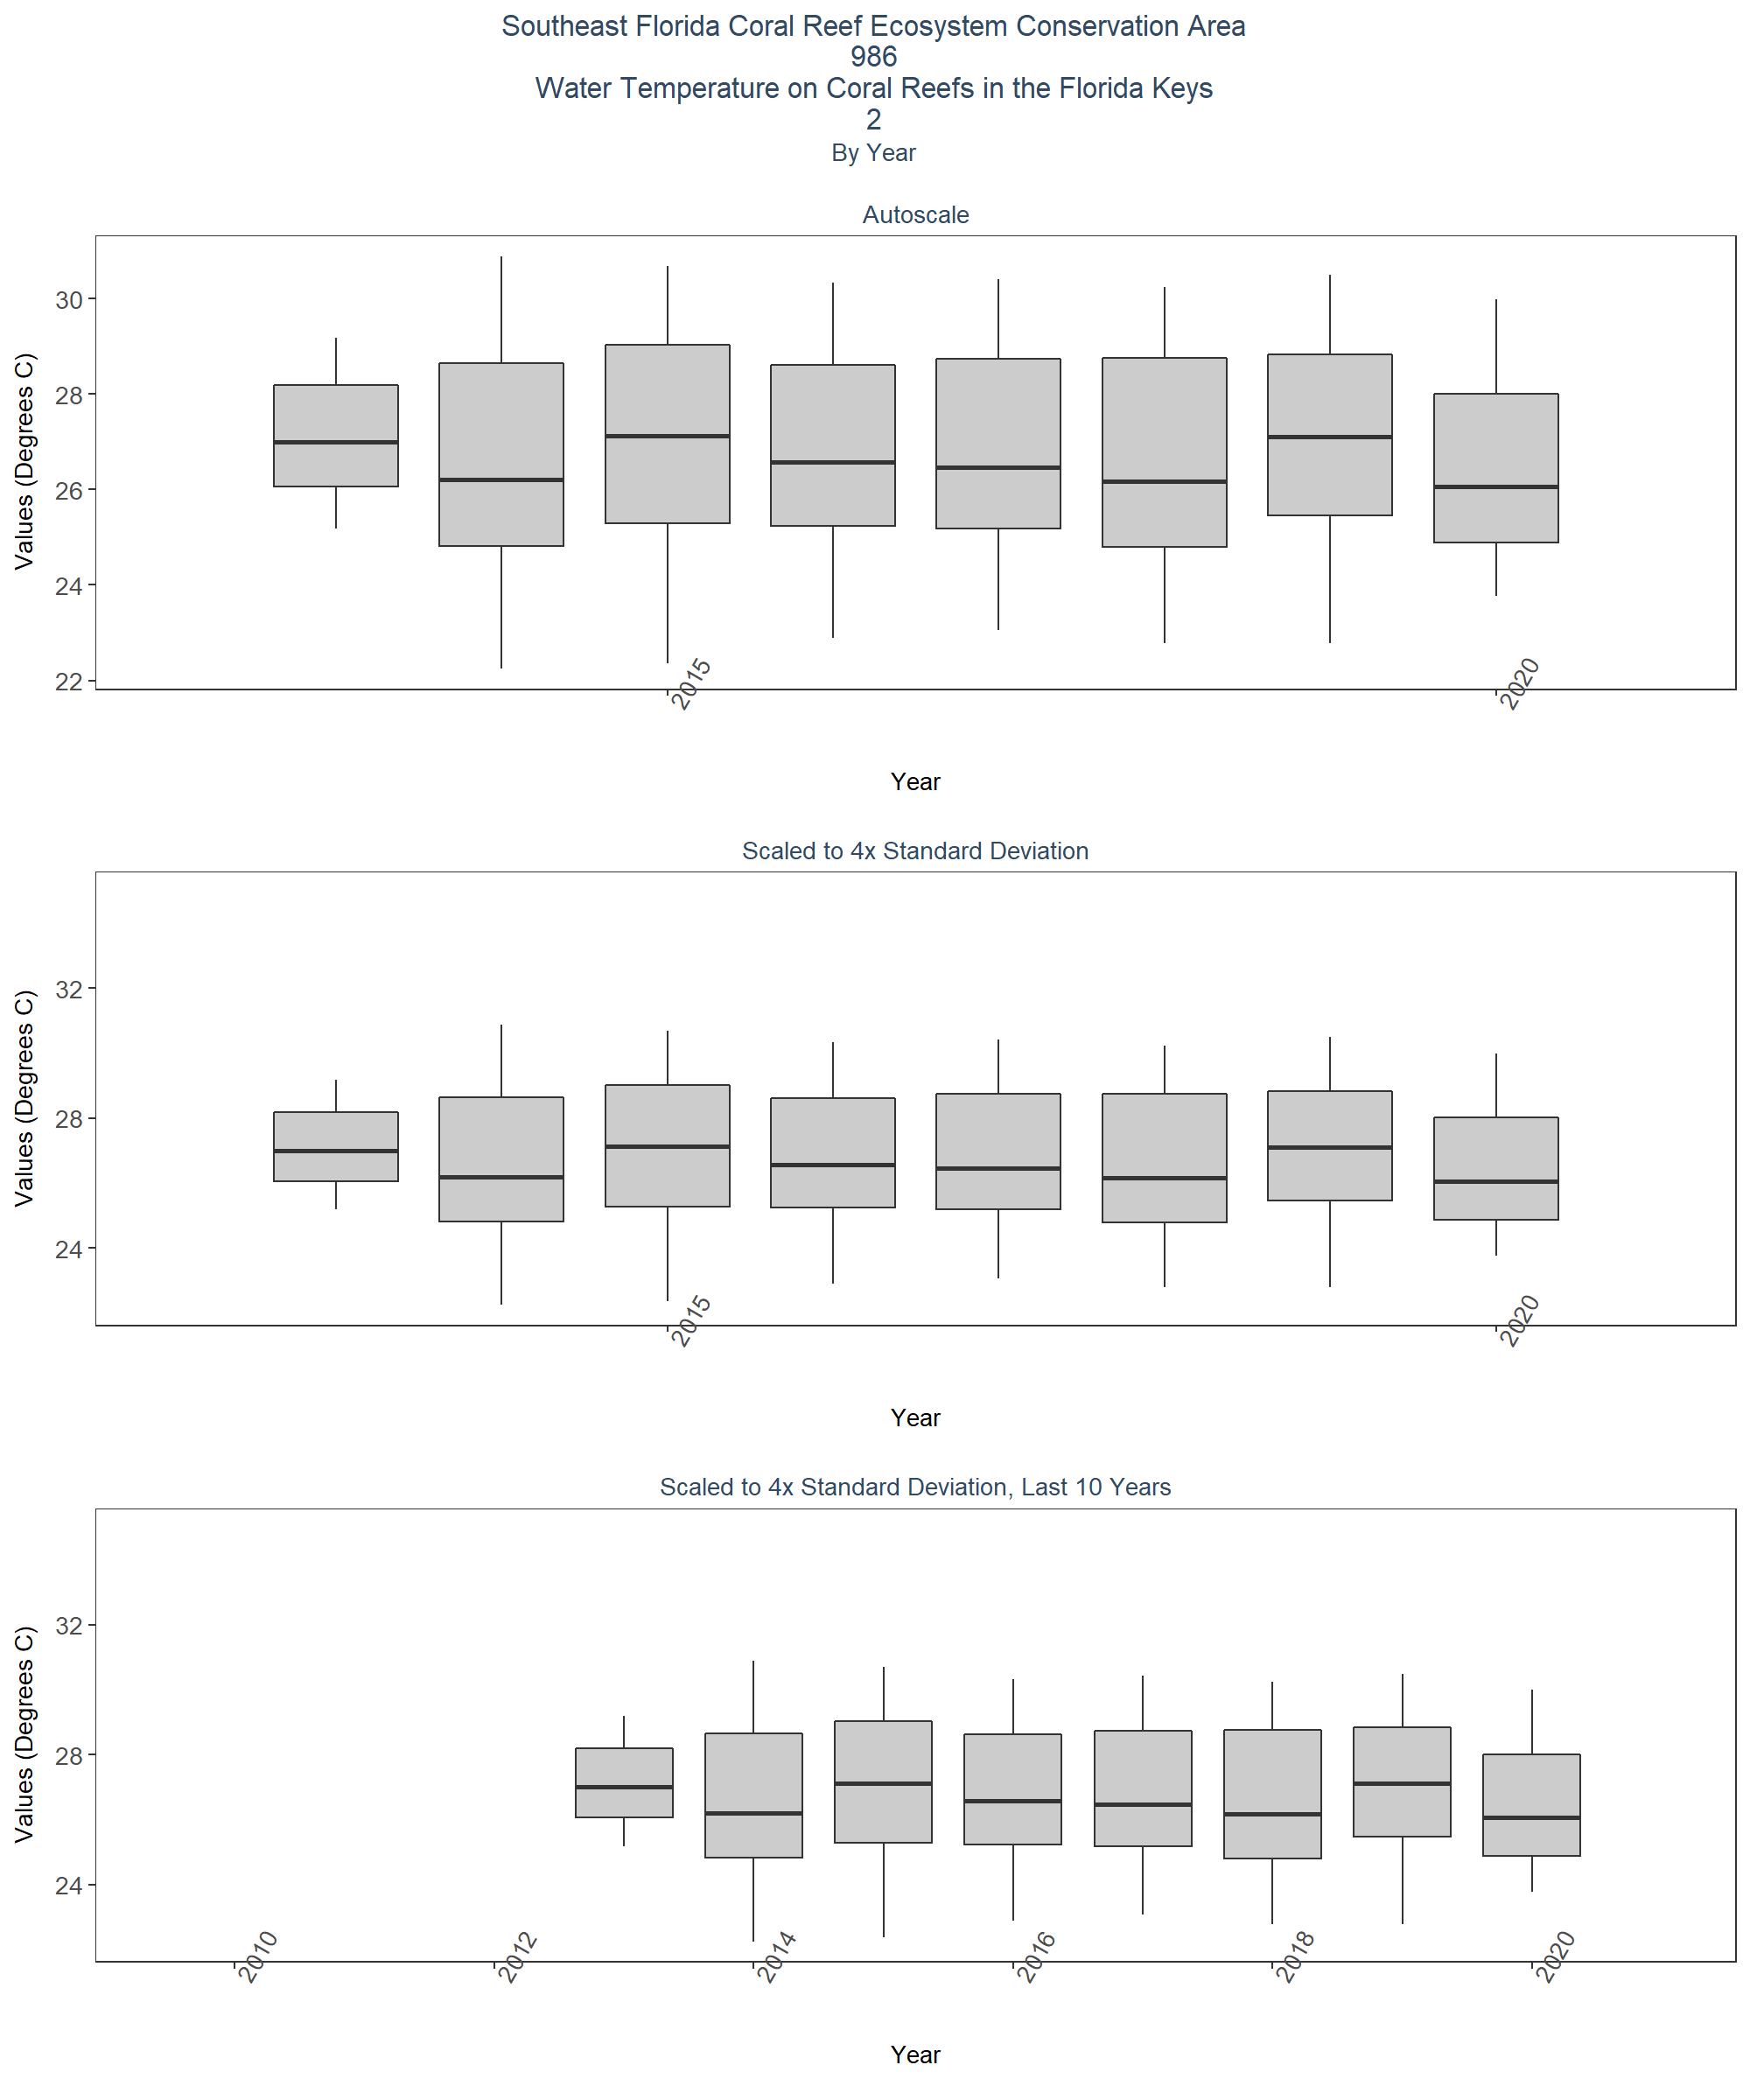 Southeast Florida Coral Reef Ecosystem Conservation Area
986
Water Temperature on Coral Reefs in the Florida Keys
2
By Year
Autoscale
Values (Degrees C)
30
28
26
24
22
2015
2020
Year
Scaled to 4x Standard Deviation
Values (Degrees C)
32
28
24
2015
2020
Year
Scaled to 4x Standard Deviation, Last 10 Years
Values (Degrees C)
32
28
24
2010
2012
2014
2016
2018
2020
Year